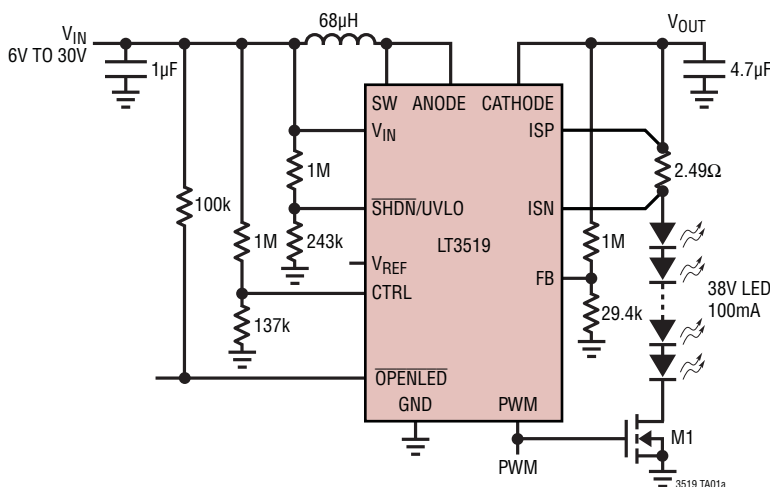 68µH
VIN
6V TO 30V
VOUT
1µF
4.7µF
SW ANODE CATHODE
VIN
ISP
1M
2.49Ω
100k
SHDN/UVLO
ISN
1M
243k
LT3519
1M
VREF
FB
38V LED
100mA
CTRL
137k
29.4k
OPENLED
GND
PWM
M1
PWM
3519 TA01a